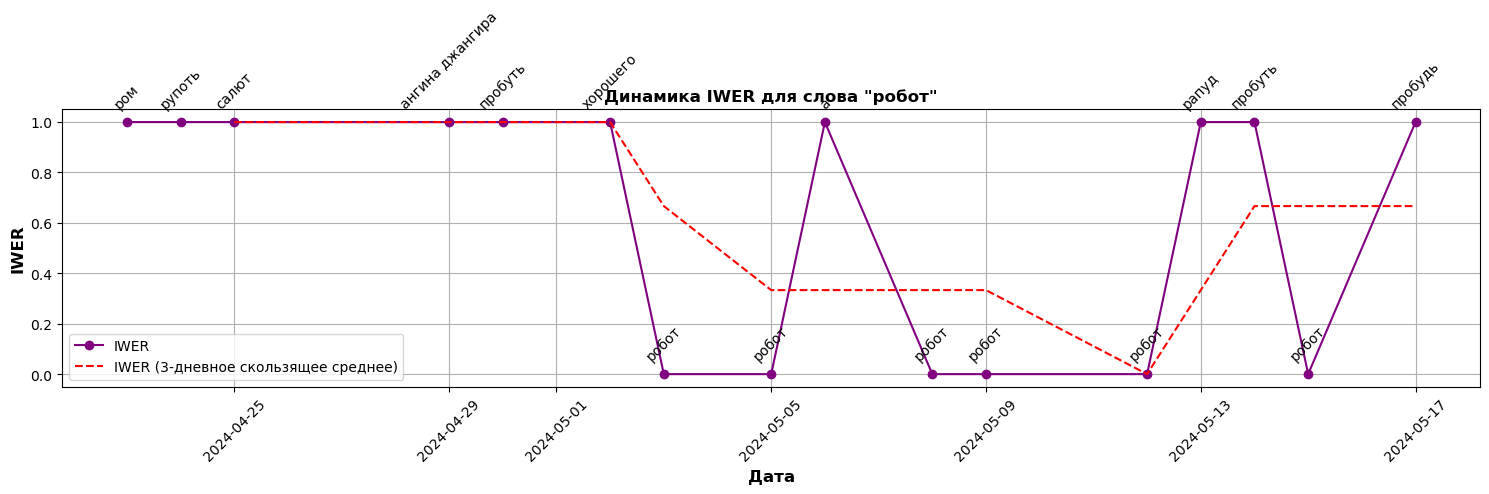 ром
рупоть
салют
ангина джангира
пробуть
хорошего
а
рапуд
пробуть
пробудь
Динамика IWER для слова "робот"
IWER
1.0
0.8
0.6
0.4
0.2
0.0
робот
робот
робот
робот
робот
робот
IWER
IWER (3-дневное скользящее среднее)
2024-04-25
2024-04-29
2024-05-01
2024-05-05
2024-05-09
2024-05-13
2024-05-17
Дата